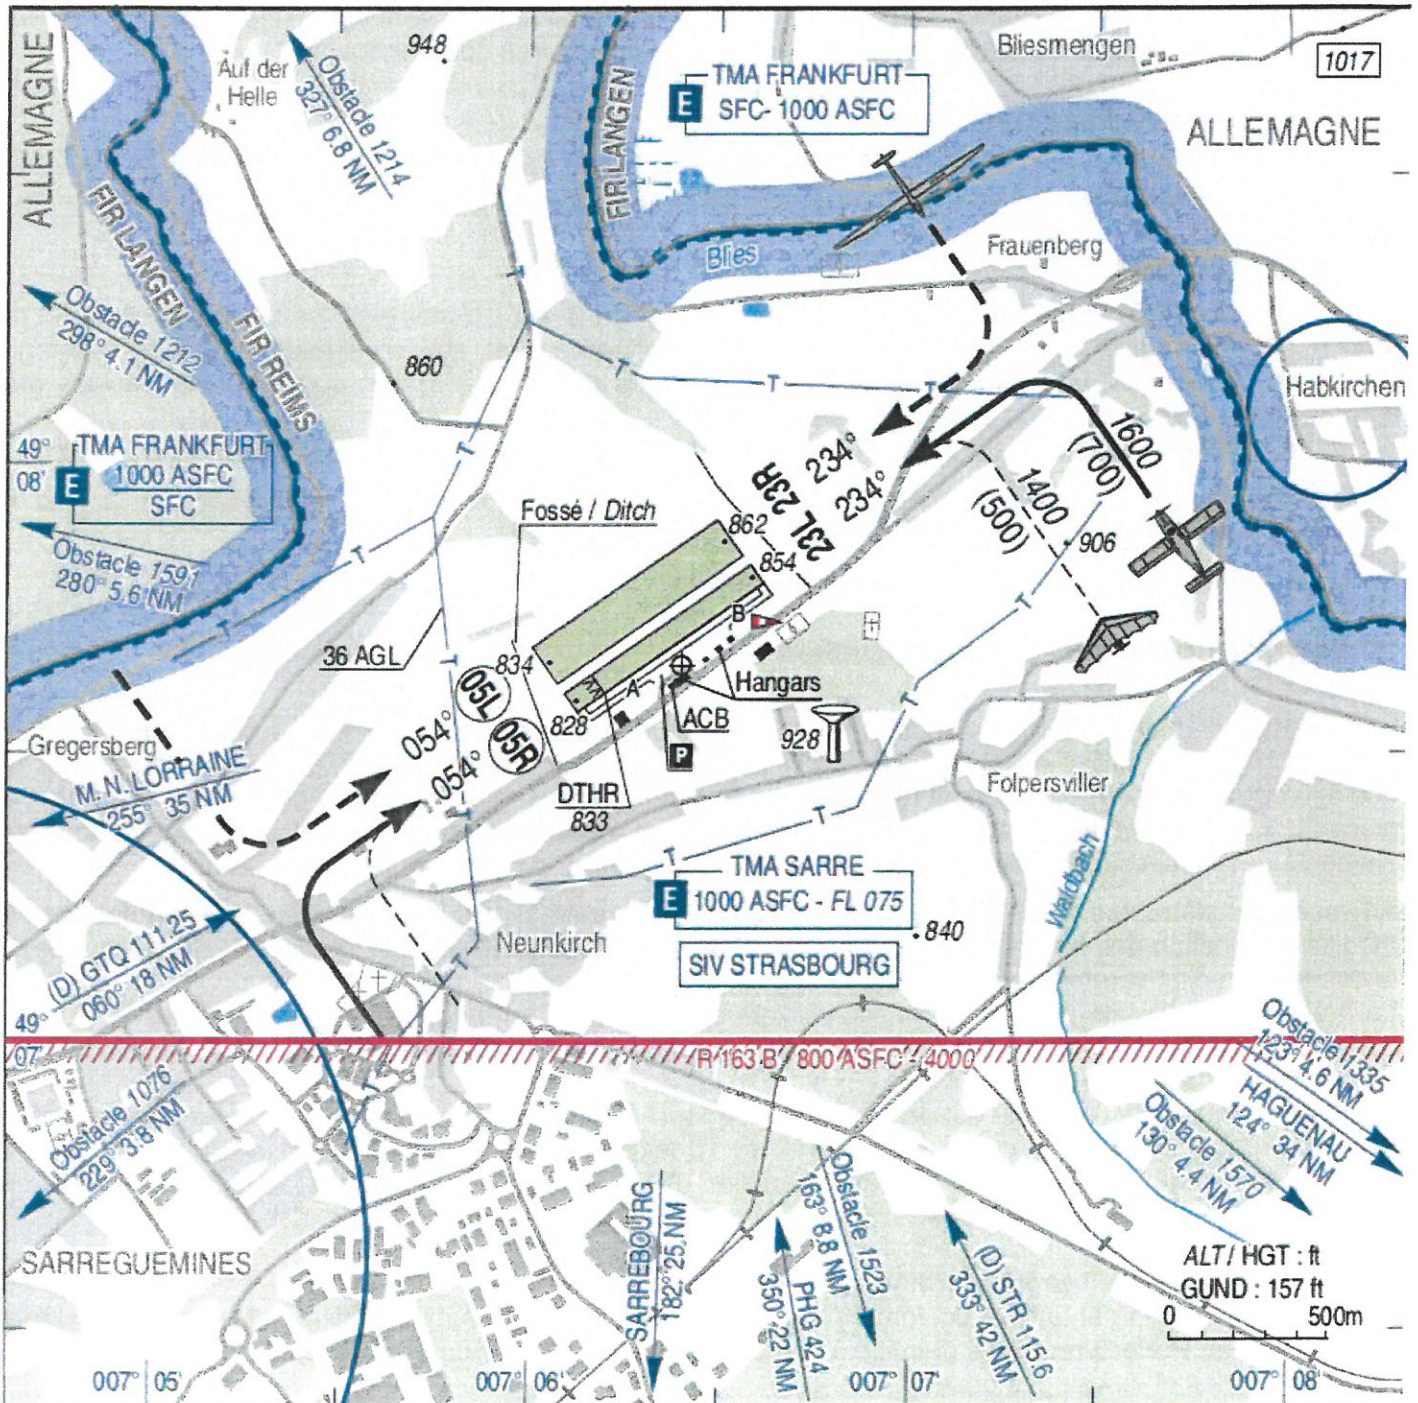 948
Auf der
Helle
Obstacle 1214
327° 6.8 NM
ALLEMAGNE
FIR LANGEN
TMA FRANKFURT
E
SFC- 1000 ASFC
Bliesmengen
1017
ALLEMAGNE
FIR LANGEN
FIR REIMS
Blies
Frauenberg
Obstacle 1212
298° 4.1 NM
860
T
T
T
T
Habkirchen
49°
08'
TMA FRANKFURT
E
1000 ASFC
SFC
T
234°
234°
23L 23R
1600
(700)
1400
(500)
906
Obstacle 1591
280° 5.6 NM
T
T
Fossé / Ditch
862
854
B
T
T
36 AGL
T
834
05L
05R
054°
054°
828
A
Hangars
ACB
P
928
T
Gregersberg
M. N. LORRAINE
255° 35 NM
DTHR
833
Folpersviller
T
T
T
Weidbach
TMA SARRE
E
1000 ASFC - FL 075
SIV STRASBOURG
840
(D) GTQ 111.25
060° 18 NM
Neunkirch
T
49°
07'
R 163 B / 800 ASFC - 4000
T
Obstacle 1076
229° 3.8 NM
Obstacle 1335
123° 4.6 NM
HAGUENAU
124° 34 NM
Obstacle 1570
130° 4.4 NM
SARREGUEMINES
SARREBOURG
182° 25 NM
Obstacle 1523
163° 8.8 NM
PHG 424
350° 22 NM
(D) STR 115.6
333° 42 NM
ALT / HGT : ft
GUND : 157 ft
0 500m
007° 05'
007° 06'
007° 07'
007° 08'